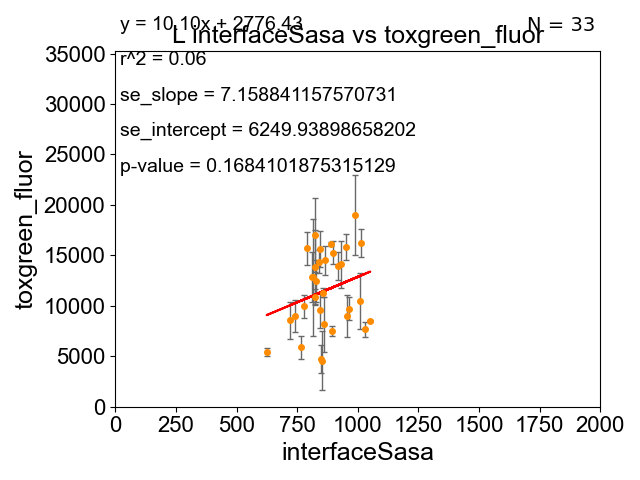 y = 10.10x + 2776.43
N = 33
L interfaceSasa vs toxgreen_fluor
r^2 = 0.06
se_slope = 7.158841157570731
se_intercept = 6249.93898658202
p-value = 0.1684101875315129
35000
30000
25000
20000
15000
10000
5000
0
toxgreen_fluor
0 250 500 750 1000 1250 1500 1750 2000
interfaceSasa